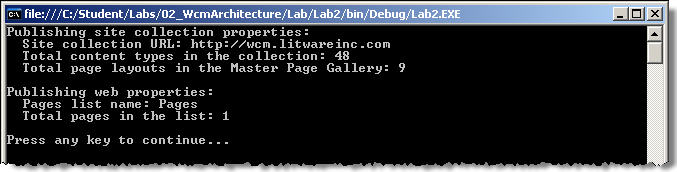 file:///C:/Student/Labs/02_WcmArchitecture/Lab/Lab2/bin/Debug/Lab2.EXE
Publishing site collection properties:
Site collection URL: http://wcm.litwareinc.com
Total content types in the collection: 48
Total page layouts in the Master Page Gallery: 9
Publishing web properties:
Pages list name: Pages
Total pages in the list: 1
Press any key to continue...